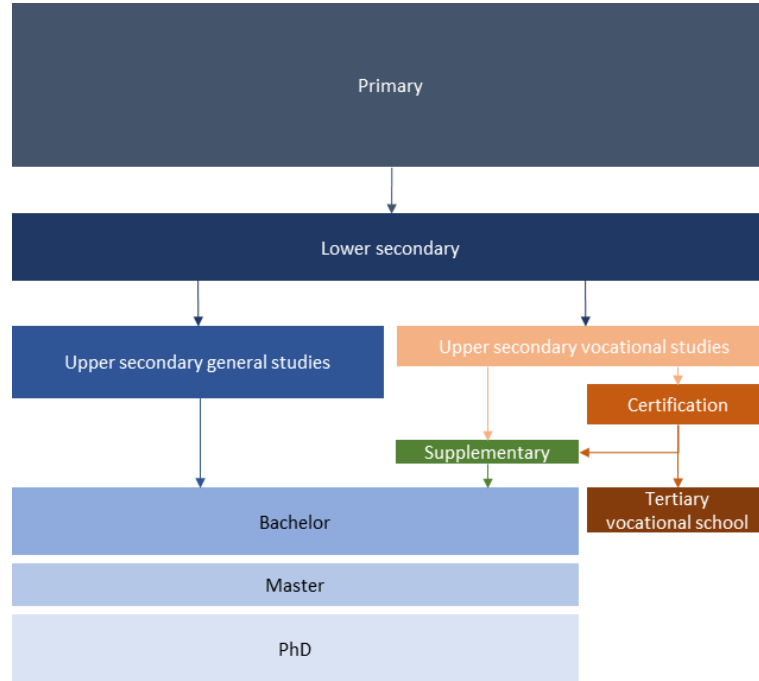 Primary
Lower secondary
Upper secondary general studies
Upper secondary vocational studies
Certification
Supplementary
Bachelor
Tertiary
vocational school
Master
PhD